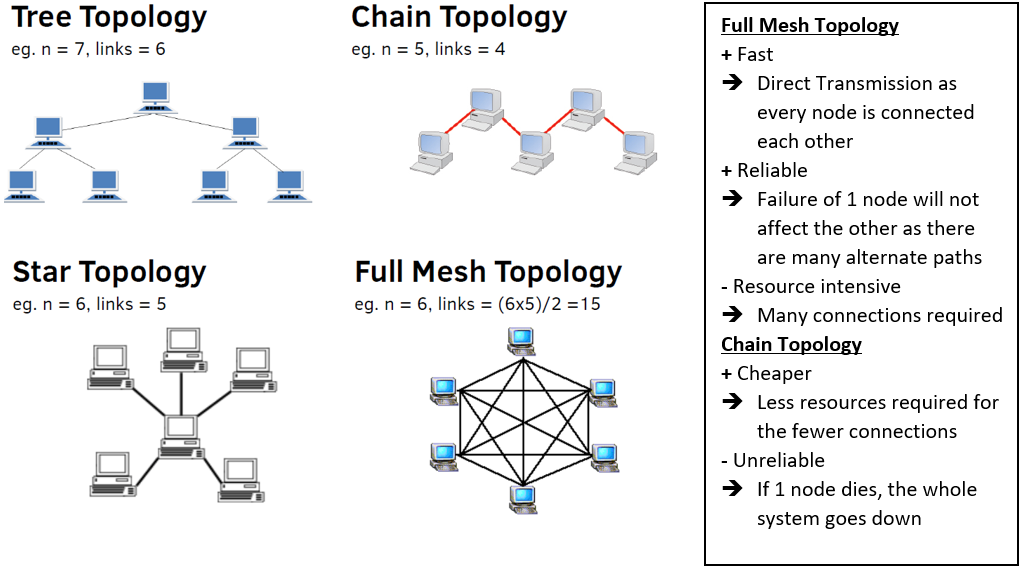 Tree Topology
eg. n = 7, links = 6
Chain Topology
eg. n = 5, links = 4
Star Topology
eg. n = 6, links = 5
Full Mesh Topology
eg. n = 6, links = (6x5)/2 =15
Full Mesh Topology
+ Fast
➔ Direct Transmission as
every node is connected
each other
+ Reliable
➔ Failure of 1 node will not
affect the other as there
are many alternate paths
- Resource intensive
➔ Many connections required
Chain Topology
+ Cheaper
➔ Less resources required for
the fewer connections
- Unreliable
➔ If 1 node dies, the whole
system goes down